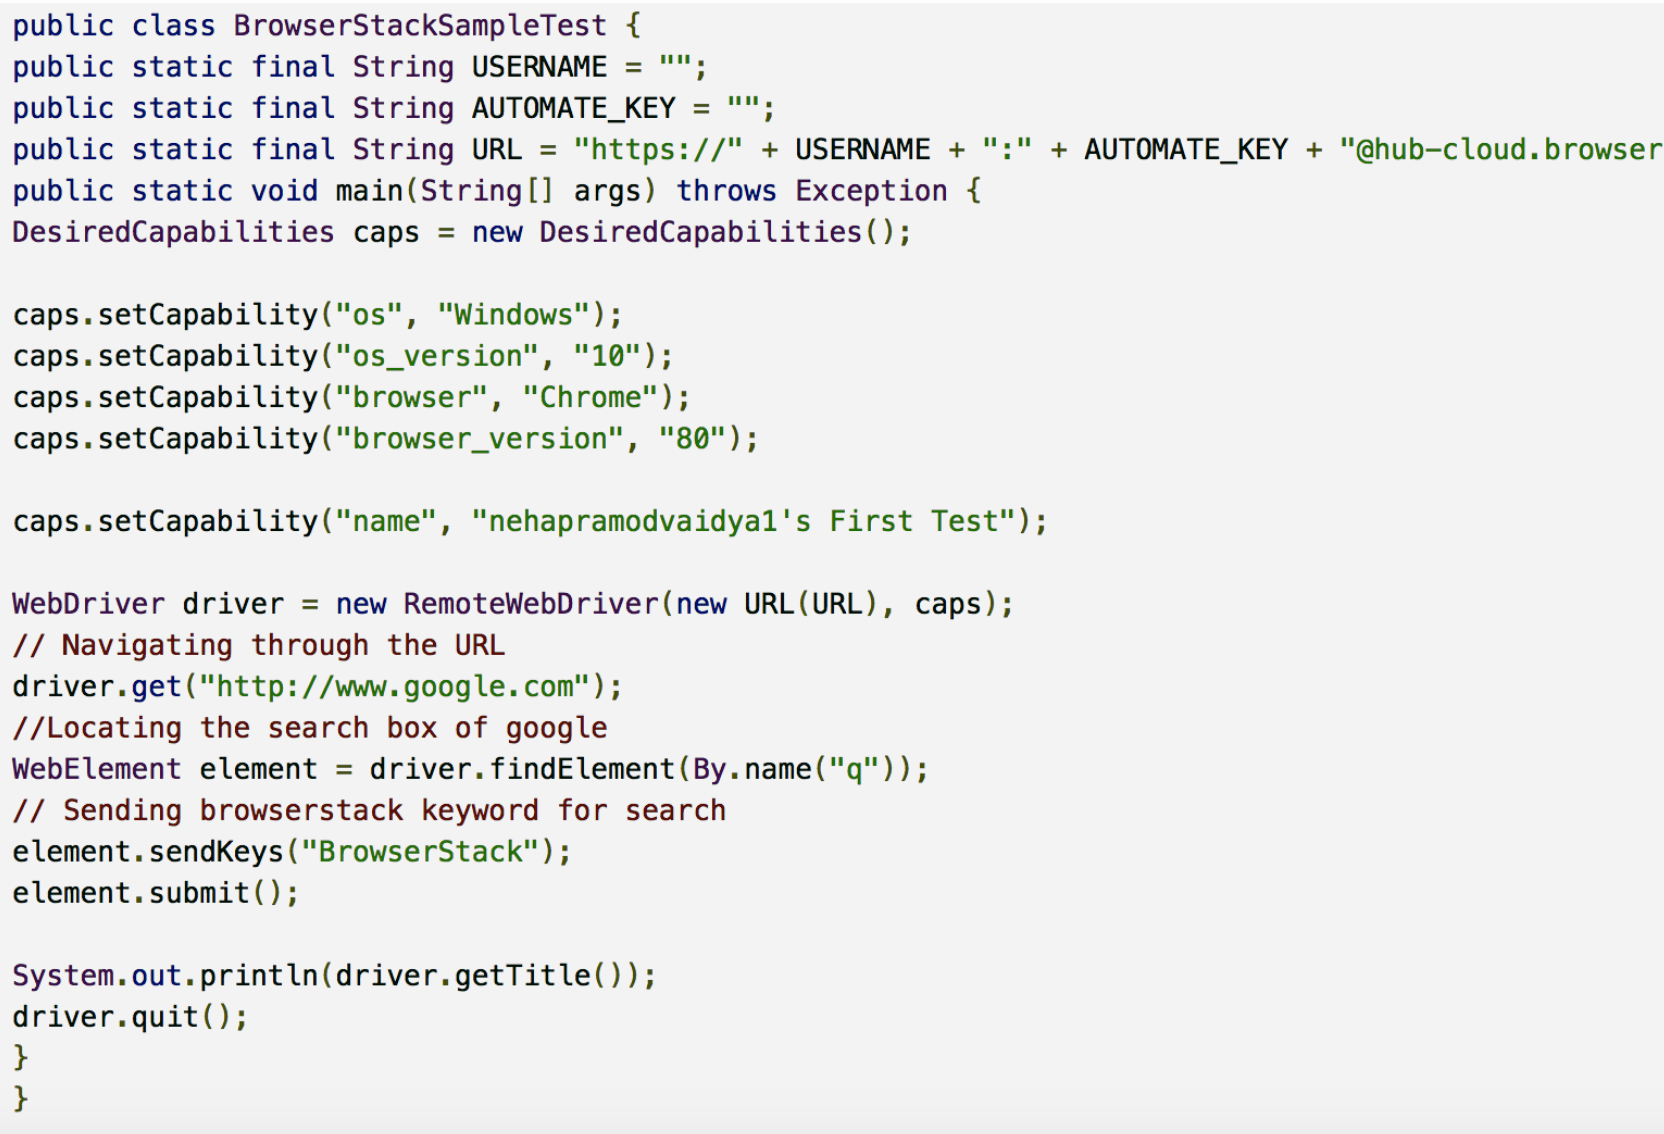 public class BrowserStackSampleTest {
public static final String USERNAME = "";
public static final String AUTOMATE_KEY = "";
public static final String URL = "https://" + USERNAME + ":" + AUTOMATE_KEY + "@hub-cloud.browser
public static void main(String[] args) throws Exception {
DesiredCapabilities caps = new DesiredCapabilities();
caps.setCapability("os", "Windows");
caps.setCapability("os_version", "10");
caps.setCapability("browser", "Chrome");
caps.setCapability("browser_version", "80");
caps.setCapability("name", "nehapramodvaidya1's First Test");
WebDriver driver = new RemoteWebDriver(new URL(URL), caps);
// Navigating through the URL
driver.get("http://www.google.com");
//Locating the search box of google
WebElement element = driver.findElement(By.name("q"));
// Sending browserstack keyword for search
element.sendKeys("BrowserStack");
element.submit();
System.out.println(driver.getTitle());
driver.quit();
}
}